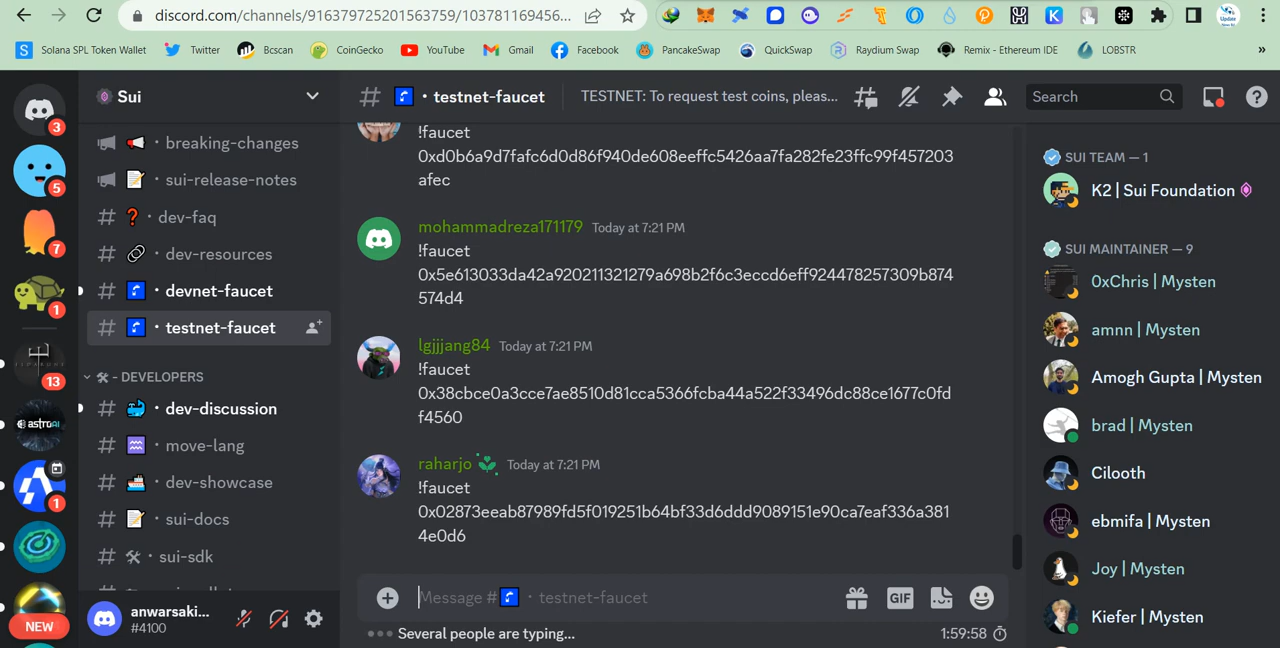 discord.com/channels/916379725201563759/103781169456...
Solana SPL Token Wallet
Twitter
Bcscan
CoinGecko
YouTube
Gmail
Facebook
PancakeSwap
QuickSwap
Raydium Swap
Remix - Ethereum IDE
LOBSTR
»
3
5
7
1
13
astroAI
1
NEW
Sui
breaking-changes
sui-release-notes
dev-faq
dev-resources
devnet-faucet
testnet-faucet
🛠 - DEVELOPERS
dev-discussion
move-lang
dev-showcase
sui-docs
sui-sdk
anwarsaki...
#4100
# · testnet-faucet
TESTNET: To request test coins, pleas...
Search
!faucet
0xd0b6a9d7fafc6d0d86f940de608eeffc5426aa7fa282fe23ffc99f457203
afec
mohammadreza171179 Today at 7:21 PM
!faucet
0x5e613033da42a920211321279a698b2f6c3eccd6eff924478257309b874
574d4
lgjjjang84 Today at 7:21 PM
!faucet
0x38cbce0a3cce7ae8510d81cca5366fcba44a522f33496dc88ce1677c0fd
f4560
raharjo Today at 7:21 PM
!faucet
0x02873eeab87989fd5f019251b64bf33d6ddd9089151e90ca7eaf336a381
4e0d6
Message # · testnet-faucet
GIF
Several people are typing...
1:59:58
SUI TEAM — 1
K2 | Sui Foundation
SUI MAINTAINER — 9
0xChris | Mysten
amnn | Mysten
Amogh Gupta | Mysten
brad | Mysten
Cilooth
ebmifa | Mysten
Joy | Mysten
Kiefer | Mysten